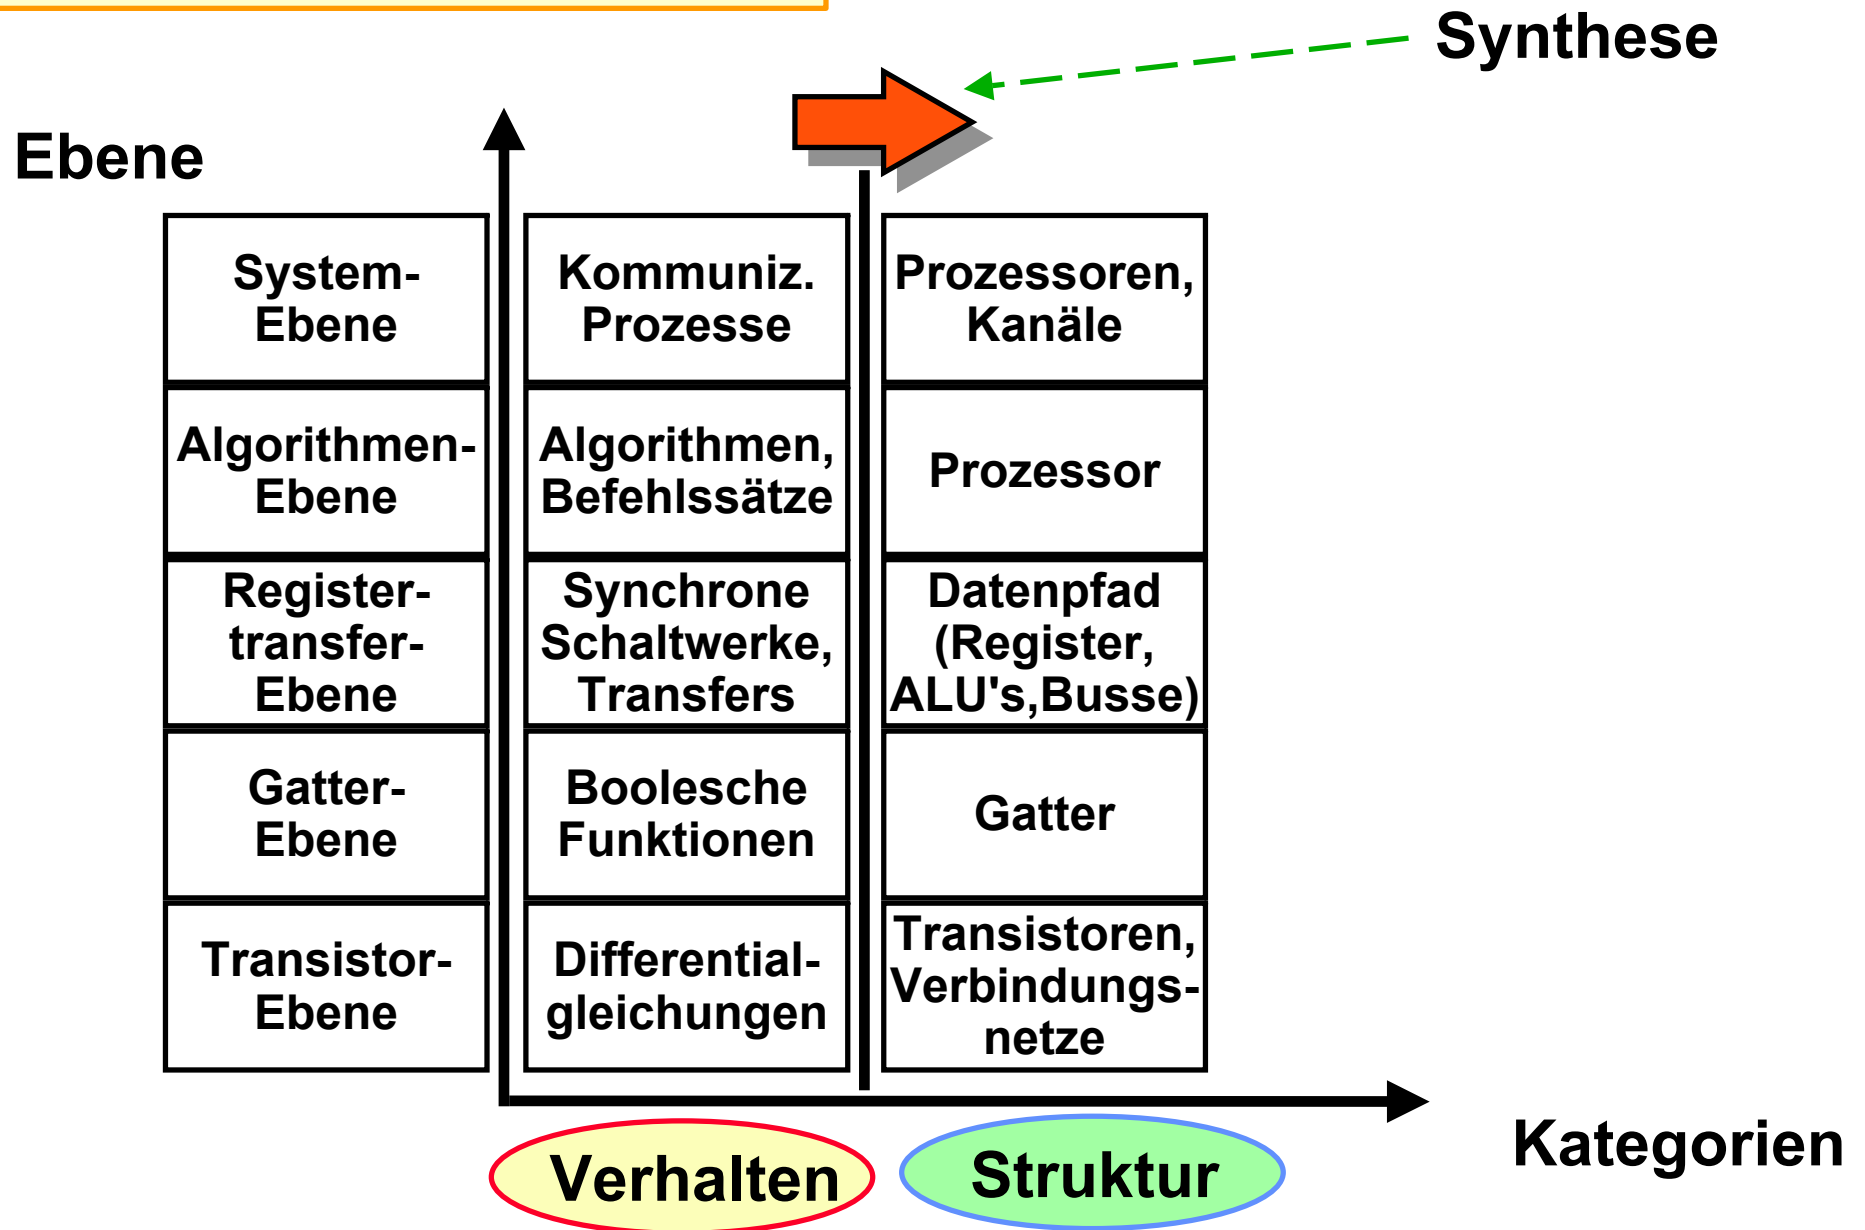 Synthese
Ebene
System-
Ebene
Kommuniz.
Prozesse
Prozessoren,
Kanäle
Algorithmen-
Ebene
Algorithmen,
Befehlssätze
Prozessor
Register-
transfer-
Ebene
Synchrone
Schaltwerke,
Transfers
Datenpfad
(Register,
ALU's,Busse)
Gatter-
Ebene
Boolesche
Funktionen
Gatter
Transistor-
Ebene
Differential-
gleichungen
Transistoren,
Verbindungs-
netze
Verhalten
Struktur
Kategorien